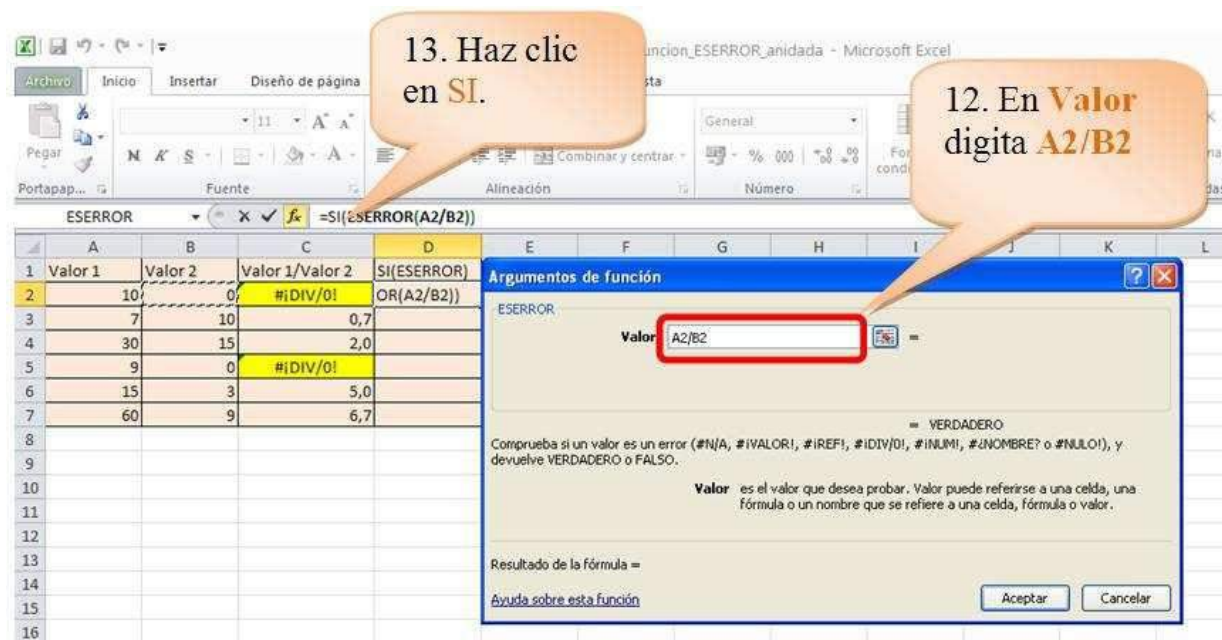 13. Haz clic
en SI.
12. En Valor
digita A2/B2
uncion_ESERROR_anidada - Microsoft Excel
Archivo Inicio Insertar Diseño de página sta
Pegar
11 A A General
N K S A Combinar y centrar % 000
Portapap... Fuente Alineación Número
ESERROR fx =SI(ESERROR(A2/B2))
A B C D E F G H I J K L
1 Valor 1 Valor 2 Valor 1/Valor 2 SI(ESERROR)
2 10 0 #¡DIV/0! OR(A2/B2))
3 7 10 0,7
4 30 15 2,0
5 9 0 #¡DIV/0!
6 15 3 5,0
7 60 9 6,7
8
9
10
11
12
13
14
15
16
Argumentos de función
ESERROR
Valor A2/B2 =
= VERDADERO
Comprueba si un valor es un error (#N/A, #¡VALOR!, #¡REF!, #¡DIV/0!, #¡NUM!, #¿NOMBRE? o #NULO!), y
devuelve VERDADERO o FALSO.
Valor es el valor que desea probar. Valor puede referirse a una celda, una
fórmula o un nombre que se refiere a una celda, fórmula o valor.
Resultado de la fórmula =
Ayuda sobre esta función Aceptar Cancelar